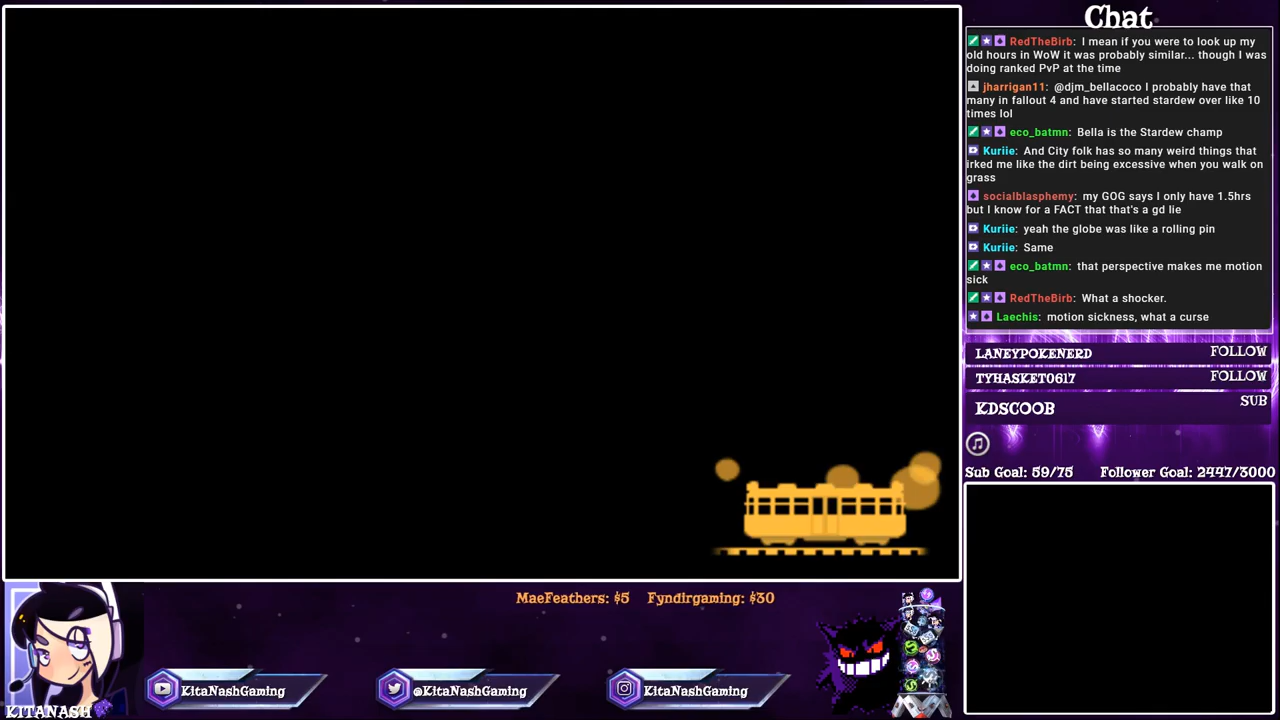 Chat
RedTheBirb: I mean if you were to look up my
old hours in WoW it was probably similar... though I was
doing ranked PvP at the time
jharrigan11: @djm_bellacoco I probably have that
many in fallout 4 and have started stardew over like 10
times lol
eco_batmn: Bella is the Stardew champ
Kuriie: And City folk has so many weird things that
irked me like the dirt being excessive when you walk on
grass
socialblasphemy: my GOG says I only have 1.5hrs
but I know for a FACT that that's a gd lie
Kuriie: yeah the globe was like a rolling pin
Kuriie: Same
eco_batmn: that perspective makes me motion
sick
RedTheBirb: What a shocker.
Laechis: motion sickness, what a curse
LANEYPOKENERD FOLLOW
TYHASKET0617 FOLLOW
KDSCOOB SUB
Sub Goal: 59/75 Follower Goal: 2447/3000
MaeFeathers: $5 Fyndirgaming: $30
KitaNashGaming
@KitaNashGaming
KitaNashGaming
KITANASH